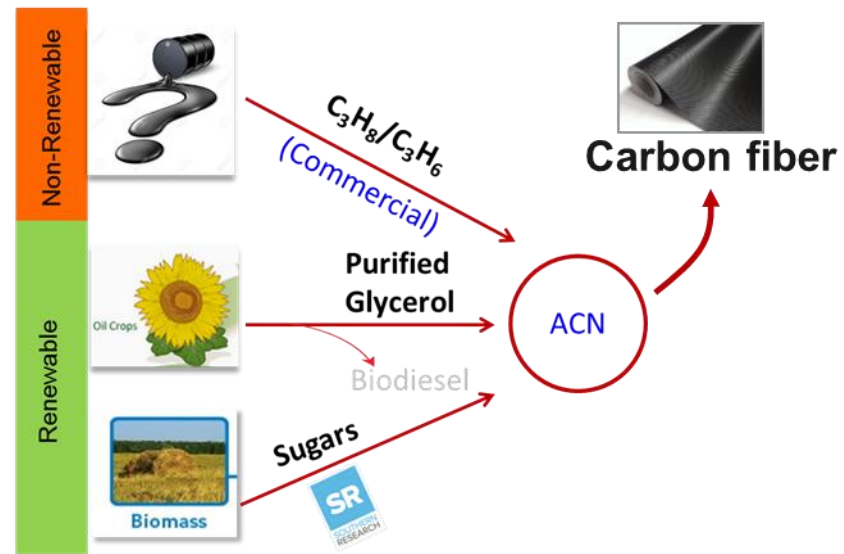 Non-Renewable
C₃H₈/C₃H₆
(Commercial)
Carbon fiber
Renewable
Oil Crops
Purified
Glycerol
ACN
Biodiesel
Sugars
SR
SOUTHERN
RESEARCH
Biomass